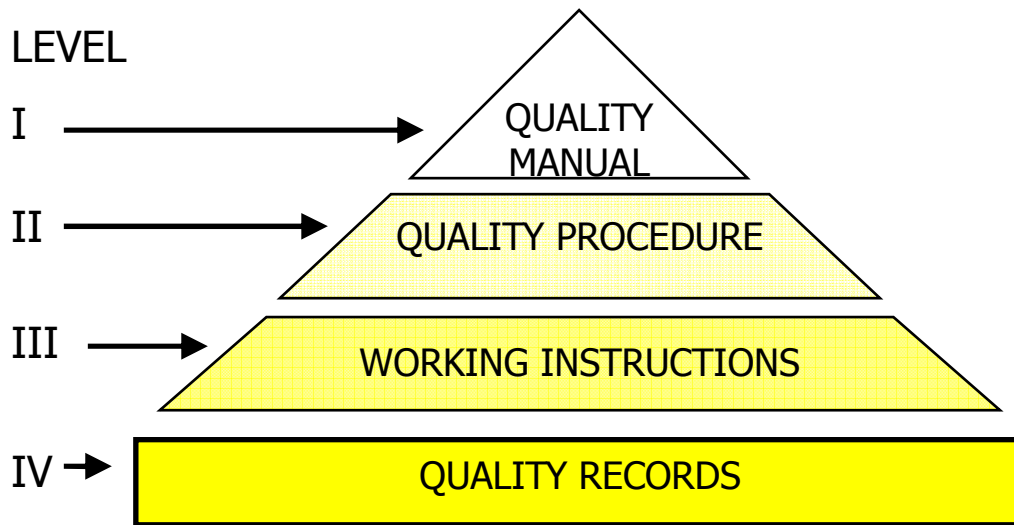 LEVEL
I
QUALITY
MANUAL
II
QUALITY PROCEDURE
III
WORKING INSTRUCTIONS
IV
QUALITY RECORDS